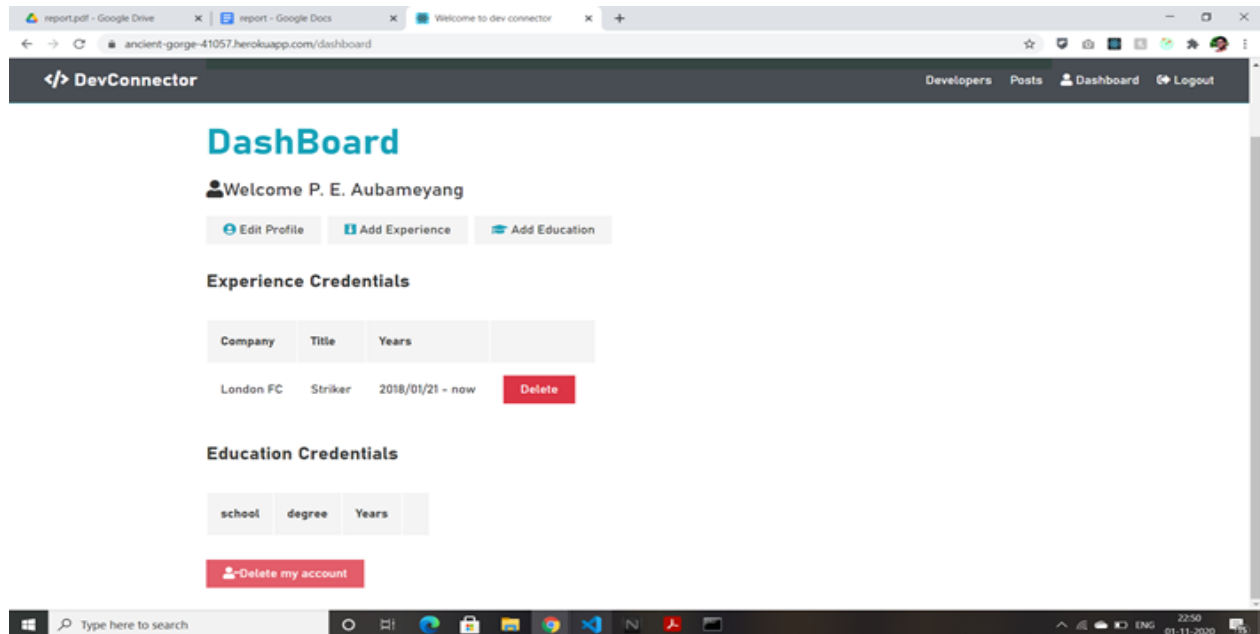 report.pdf - Google Drive
report - Google Docs
Welcome to dev connector
ancient-gorge-41057.herokuapp.com/dashboard
</> DevConnector
Developers Posts Dashboard Logout
DashBoard
Welcome P. E. Aubameyang
Edit Profile Add Experience Add Education
Experience Credentials
Company Title Years
London FC Striker 2018/01/21 - now Delete
Education Credentials
school degree Years
Delete my account
Type here to search
ENG 22:50
01-11-2020